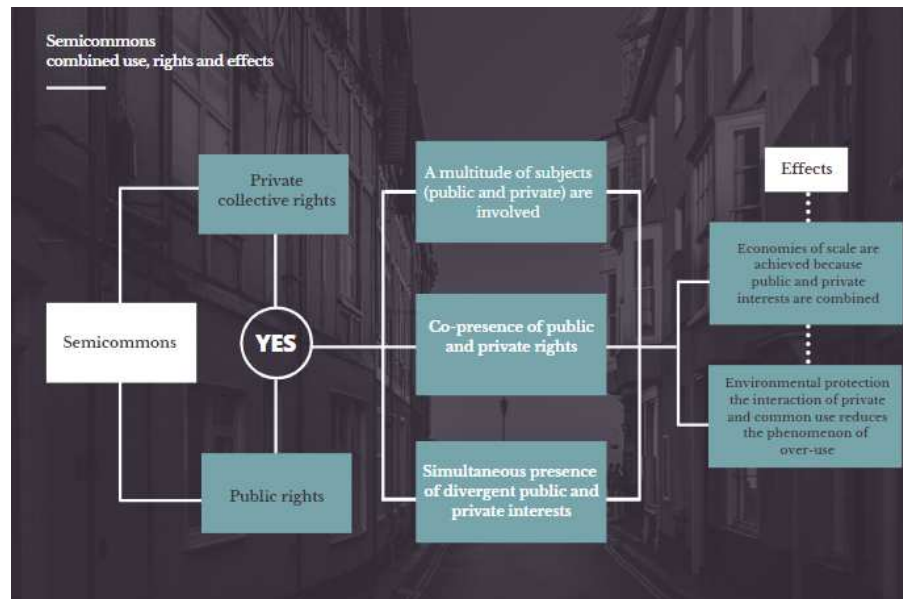 Semicommons
combined use, rights and effects
Private
collective rights
Semicommons
YES
Public rights
A multitude of subjects
(public and private) are
involved
Co-presence of public
and private rights
Simultaneous presence
of divergent public and
private interests
Effects
Economies of scale are
achieved because
public and private
interests are combined
Environmental protection
the interaction of private
and common use reduces
the phenomenon of
over-use